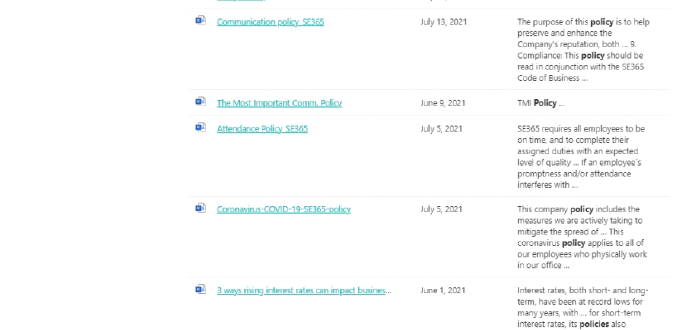 Communication policy_SE365
July 13, 2021
The purpose of this policy is to help
preserve and enhance the
Company's reputation, both ... 9.
Compliance: This policy should be
read in conjunction with the SE365
Code of Business ...
The Most Important Comm. Policy
June 9, 2021
TMI Policy ...
Attendance Policy_SE365
July 5, 2021
SE365 requires all employees to be
on time, and to complete their
assigned duties with an expected
level of quality ... If an employee's
promptness and/or attendance
interferes with ...
Coronavirus-COVID-19-SE365-policy
July 5, 2021
This company policy includes the
measures we are actively taking to
mitigate the spread of ... This
coronavirus policy applies to all of
our employees who physically work
in our office ...
3 ways rising interest rates can impact busines...
June 1, 2021
Interest rates, both short- and long-
term, have been at record lows for
many years, with ... for short-term
interest rates, its policies also